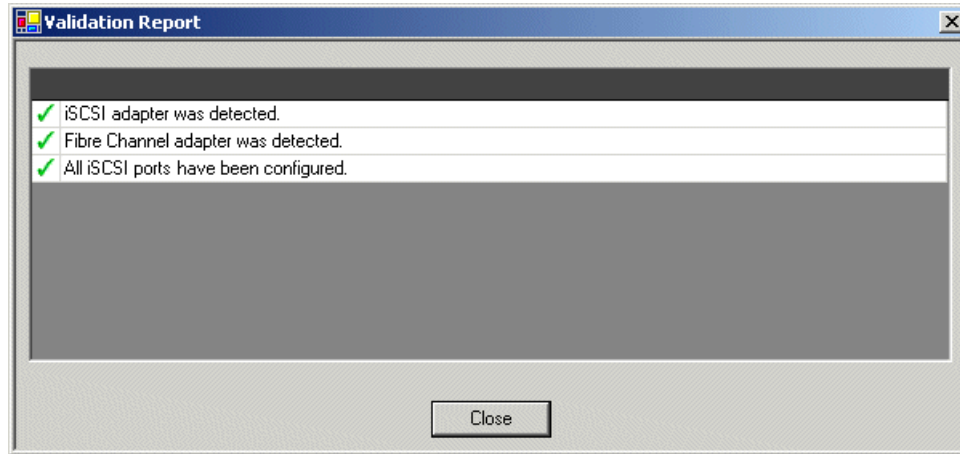 Validation Report
iSCSI adapter was detected.
Fibre Channel adapter was detected.
All iSCSI ports have been configured.
Close